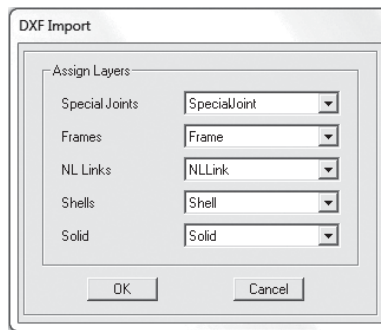 DXF Import
Assign Layers
Special Joints SpecialJoint
Frames Frame
NL Links NLLink
Shells Shell
Solid Solid
OK Cancel